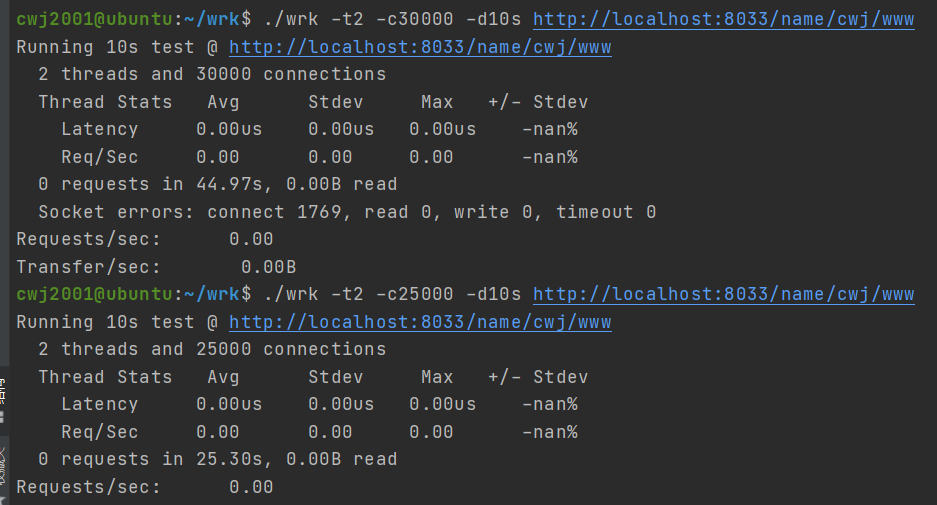 cwj2001@ubuntu:~/wrk$ ./wrk -t2 -c30000 -d10s http://localhost:8033/name/cwj/www
Running 10s test @ http://localhost:8033/name/cwj/www
  2 threads and 30000 connections
  Thread Stats   Avg      Stdev     Max   +/- Stdev
    Latency     0.00us    0.00us   0.00us    -nan%
    Req/Sec     0.00      0.00     0.00      -nan%
  0 requests in 44.97s, 0.00B read
  Socket errors: connect 1769, read 0, write 0, timeout 0
Requests/sec:      0.00
Transfer/sec:       0.00B
cwj2001@ubuntu:~/wrk$ ./wrk -t2 -c25000 -d10s http://localhost:8033/name/cwj/www
Running 10s test @ http://localhost:8033/name/cwj/www
  2 threads and 25000 connections
  Thread Stats   Avg      Stdev     Max   +/- Stdev
    Latency     0.00us    0.00us   0.00us    -nan%
    Req/Sec     0.00      0.00     0.00      -nan%
  0 requests in 25.30s, 0.00B read
Requests/sec:      0.00